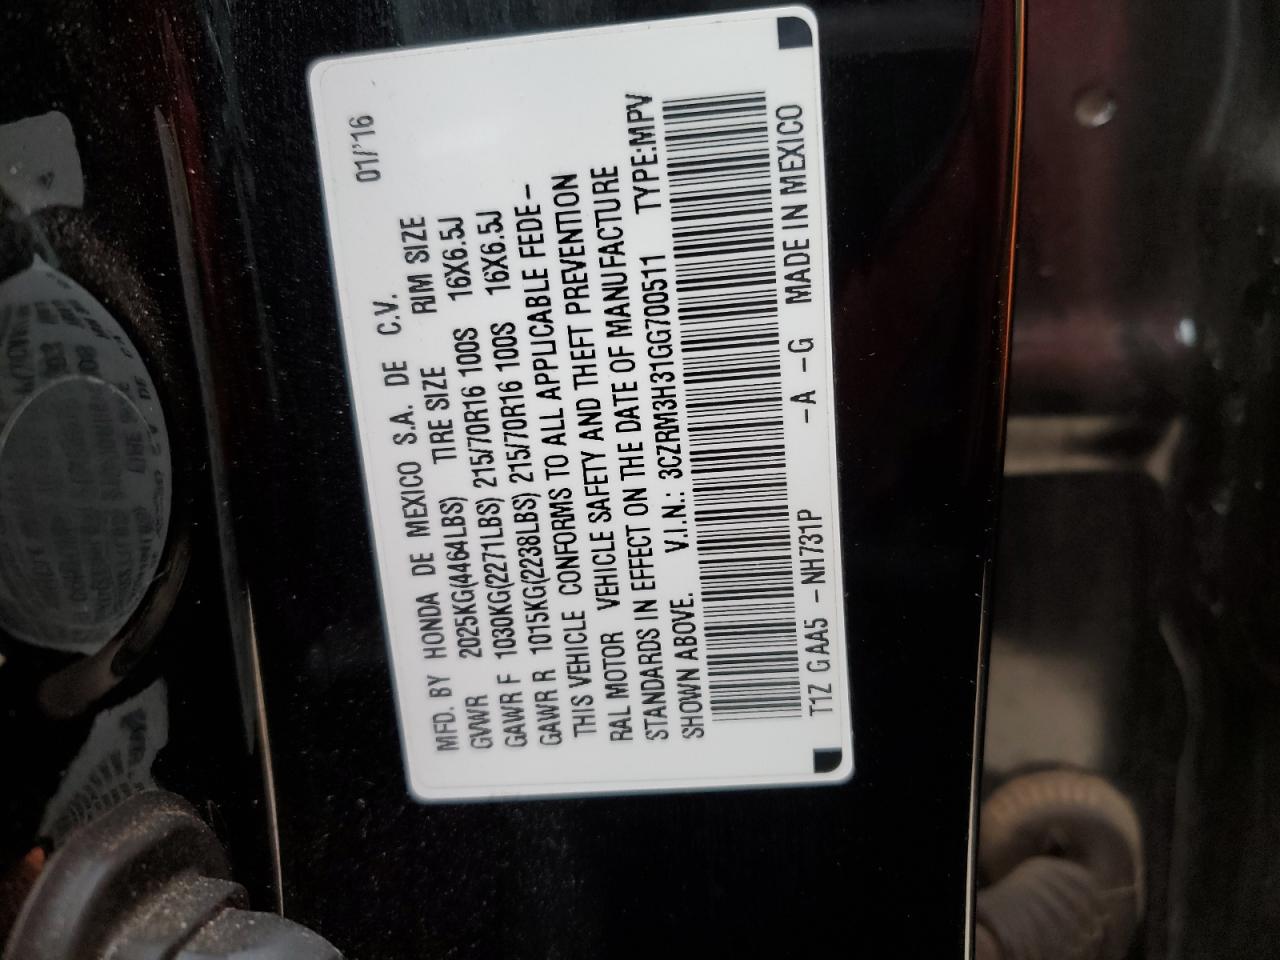 01/'16
MFD. BY HONDA DE MEXICO S.A. DE C.V.
GVWR 2025KG(4464LBS) TIRE SIZE RIM SIZE
GAWR F 1030KG(2271LBS) 215/70R16 100S 16X6.5J
GAWR R 1015KG(2238LBS) 215/70R16 100S 16X6.5J
THIS VEHICLE CONFORMS TO ALL APPLICABLE FEDE-
RAL MOTOR VEHICLE SAFETY AND THEFT PREVENTION
STANDARDS IN EFFECT ON THE DATE OF MANUFACTURE
SHOWN ABOVE. V.I.N.: 3CZRM3H31GG700511 TYPE:MPV
T1Z G AA5 -NH731P -A -G MADE IN MEXICO